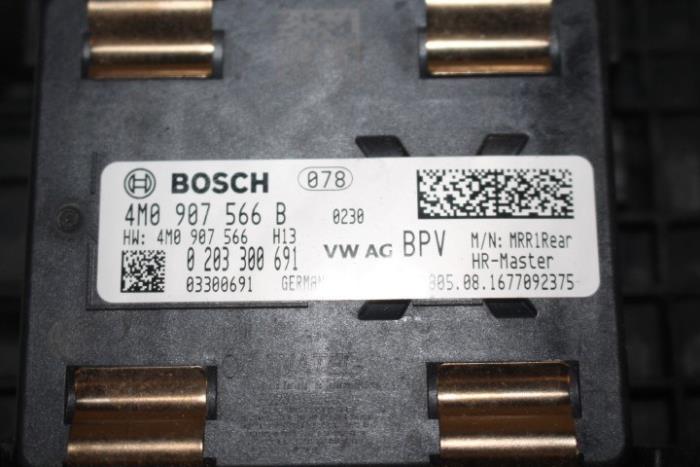 BOSCH 078
4M0 907 566 B 0230
HW: 4M0 907 566 H13
0 203 300 691 VW AG BPV
M/N: MRR1Rear
HR-Master
03300691 805.08.1677092375